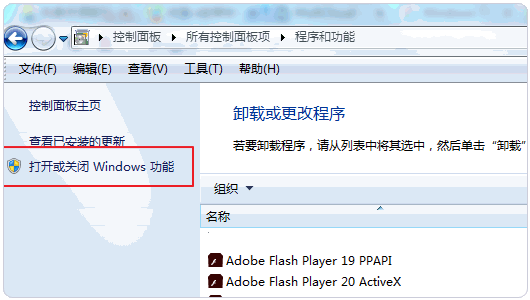 控制面板 ▸ 所有控制面板项 ▸ 程序和功能
文件(F) 编辑(E) 查看(V) 工具(T) 帮助(H)
控制面板主页
查看已安装的更新
打开或关闭 Windows 功能
卸载或更改程序
若要卸载程序，请从列表中将其选中，然后单击“卸载”
组织
名称
Adobe Flash Player 19 PPAPI
Adobe Flash Player 20 ActiveX